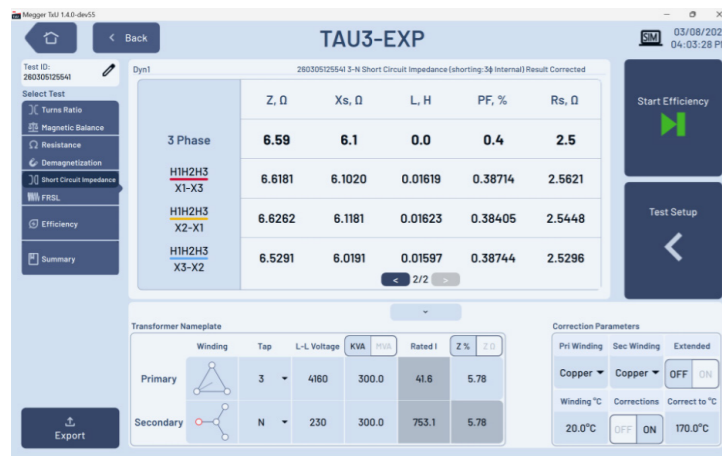 Megger TxU 1.4.0-dev55
Back
TAU3-EXP
SIM
03/08/202
04:03:28 P
Test ID:
260305125541
Select Test
Turns Ratio
Magnetic Balance
Resistance
Demagnetization
Short Circuit Impedance
FRSL
Efficiency
Summary
Export
Dyn1
260305125541 3-N Short Circuit Impedance (shorting:3ϕ Internal) Result Corrected
Z, Ω Xs, Ω L, H PF, % Rs, Ω
3 Phase 6.59 6.1 0.0 0.4 2.5
H1H2H3
X1-X3 6.6181 6.1020 0.01619 0.38714 2.5621
H1H2H3
X2-X1 6.6262 6.1181 0.01623 0.38405 2.5448
H1H2H3
X3-X2 6.5291 6.0191 0.01597 0.38744 2.5296
< 2/2 >
Start Efficiency
Test Setup
Transformer Nameplate
Winding Tap L-L Voltage KVA MVA Rated I Z % Z Ω
Primary 3 4160 300.0 41.6 5.78
Secondary N 230 300.0 753.1 5.78
Correction Parameters
Pri Winding Sec Winding Extended
Copper Copper OFF ON
Winding °C Corrections Correct to °C
20.0°C OFF ON 170.0°C